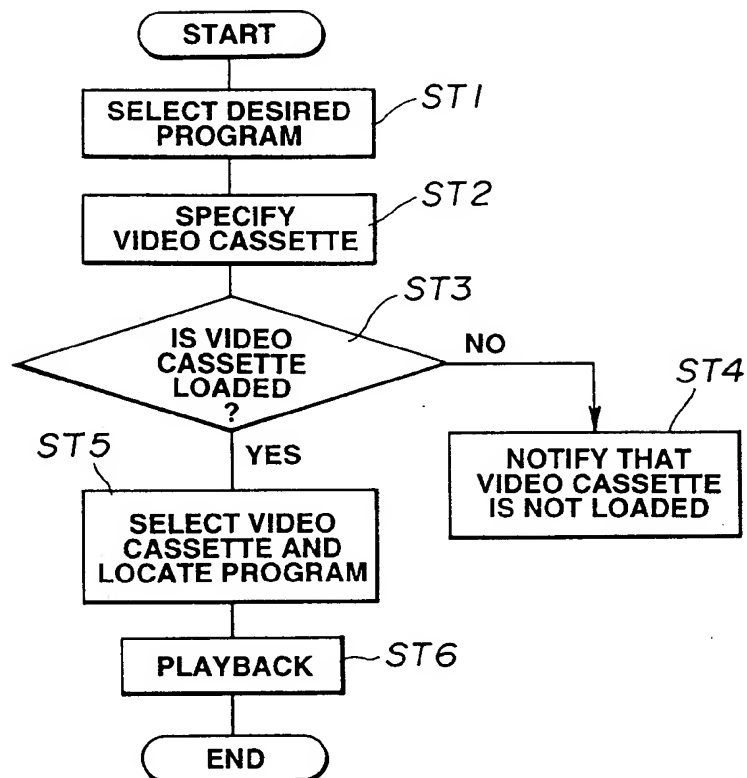 START
SELECT DESIRED
PROGRAM
ST1
SPECIFY
VIDEO CASSETTE
ST2
IS VIDEO
CASSETTE
LOADED
?
ST3
NO
ST4
NOTIFY THAT
VIDEO CASSETTE
IS NOT LOADED
YES
ST5
SELECT VIDEO
CASSETTE AND
LOCATE PROGRAM
PLAYBACK
ST6
END